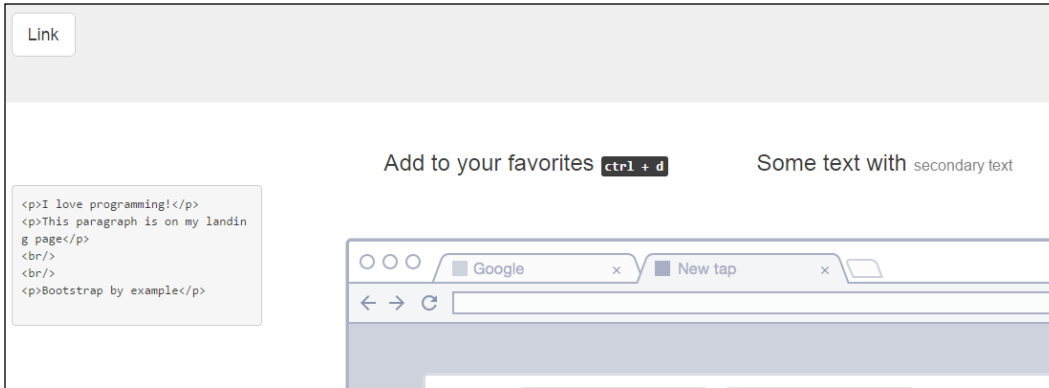 Link
Add to your favorites ctrl + d
Some text with secondary text
<p>I love programming!</p>
<p>This paragraph is on my landin
g page</p>
<br/>
<br/>
<p>Bootstrap by example</p>
Google ×
New tap ×